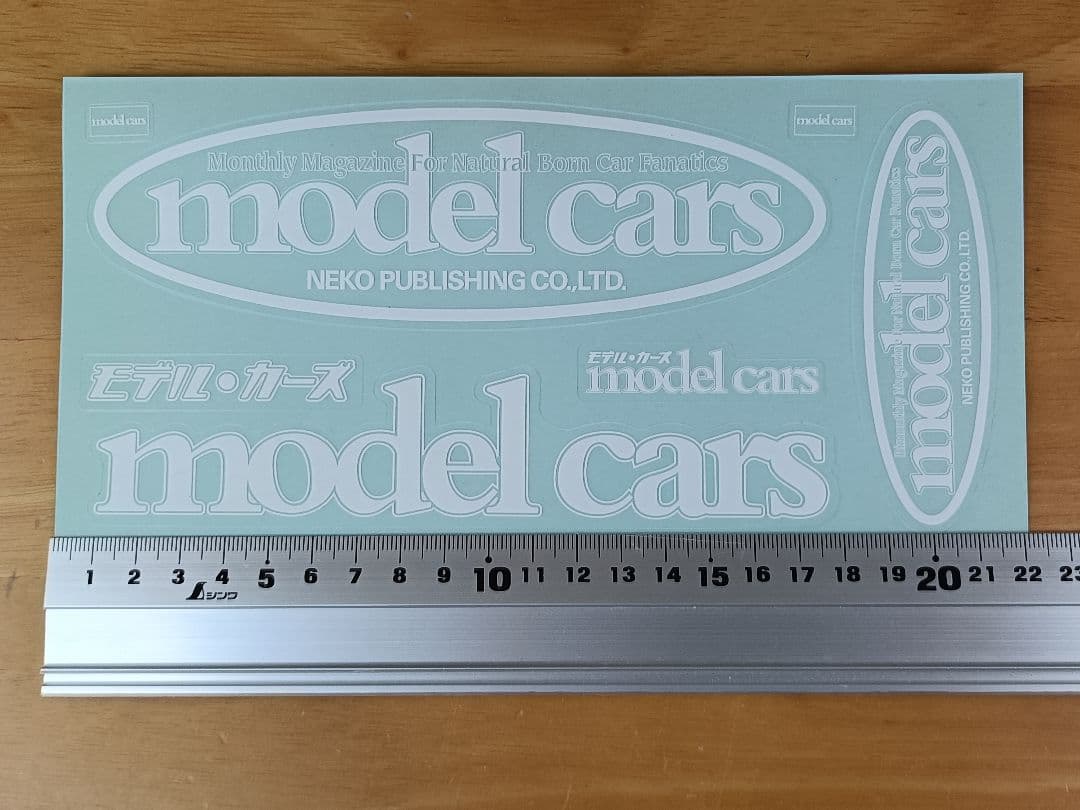 model cars
model cars
Monthly Magazine For Natural Born Car Fanatics
model cars
NEKO PUBLISHING CO.,LTD.
Monthly Magazine For Natural Born Car Fanatics
model cars
NEKO PUBLISHING CO.,LTD.
モデル・カーズ
モデル・カーズ
model cars
model cars
1 2 3 4 5 6 7 8 9 10 11 12 13 14 15 16 17 18 19 20 21 22 23
シンワ